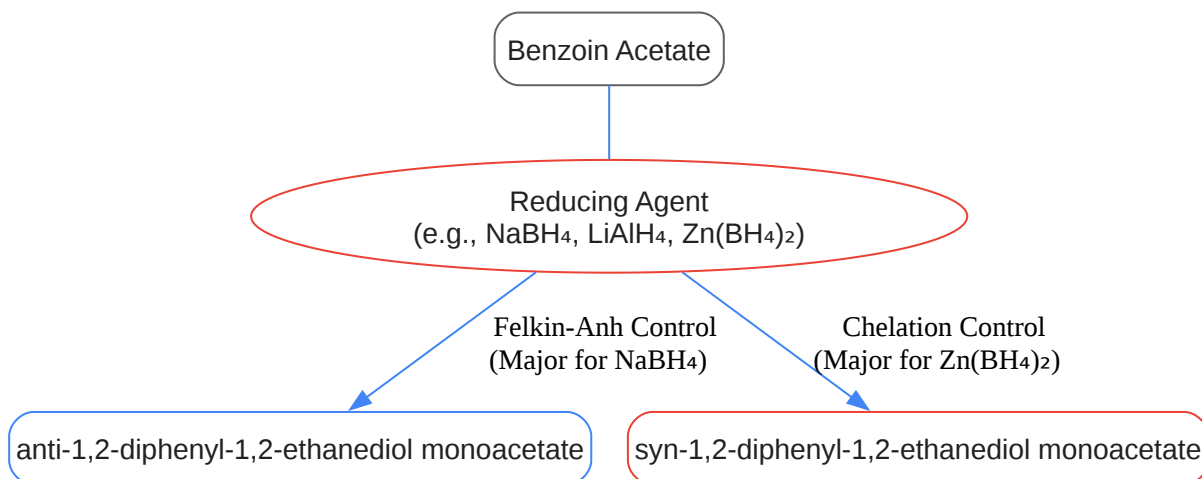 Benzoin Acetate
Reducing Agent
(e.g., NaBH₄, LiAlH₄, Zn(BH₄)₂)
Felkin-Anh Control
(Major for NaBH₄)
Chelation Control
(Major for Zn(BH₄)₂)
anti-1,2-diphenyl-1,2-ethanediol monoacetate
syn-1,2-diphenyl-1,2-ethanediol monoacetate